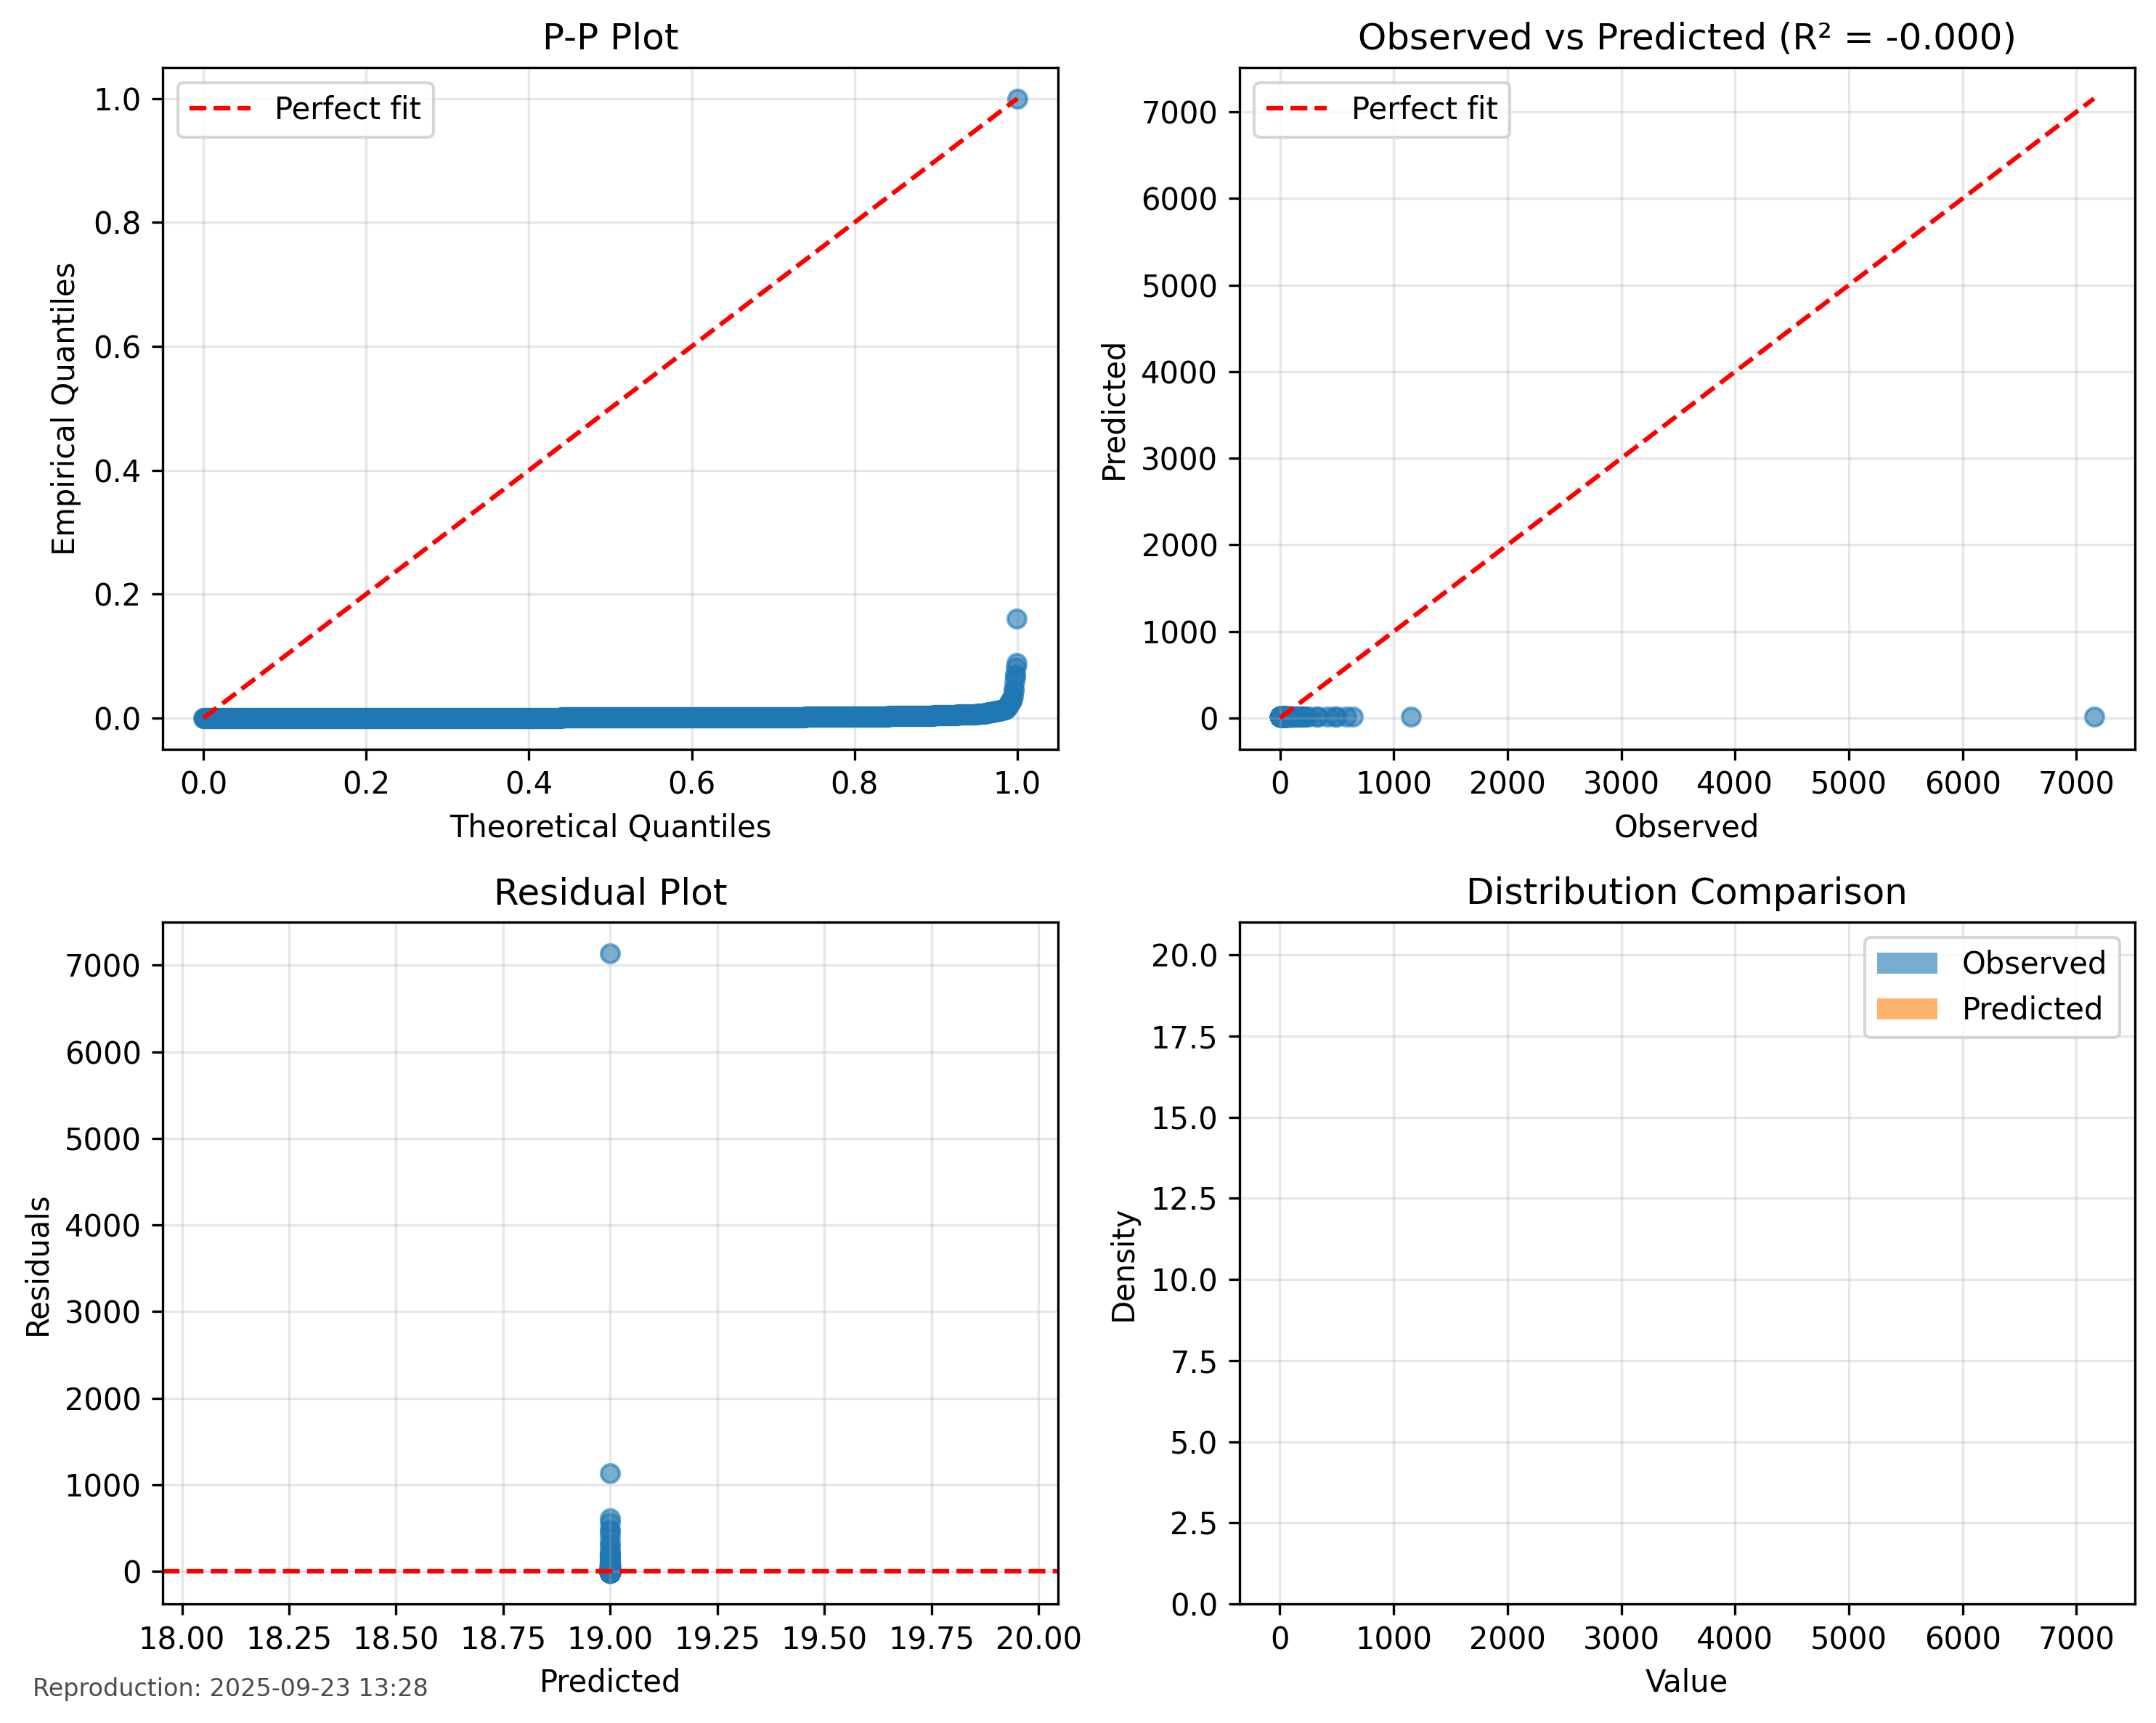 P-P Plot
Perfect fit
1.0
0.8
0.6
0.4
0.2
0.0
Empirical Quantiles
0.0 0.2 0.4 0.6 0.8 1.0
Theoretical Quantiles
Observed vs Predicted (R² = -0.000)
Perfect fit
7000
6000
5000
4000
3000
2000
1000
0
Predicted
0 1000 2000 3000 4000 5000 6000 7000
Observed
Residual Plot
7000
6000
5000
4000
3000
2000
1000
0
Residuals
18.00 18.25 18.50 18.75 19.00 19.25 19.50 19.75 20.00
Predicted
Distribution Comparison
Observed
Predicted
20.0
17.5
15.0
12.5
10.0
7.5
5.0
2.5
0.0
Density
0 1000 2000 3000 4000 5000 6000 7000
Value
Reproduction: 2025-09-23 13:28